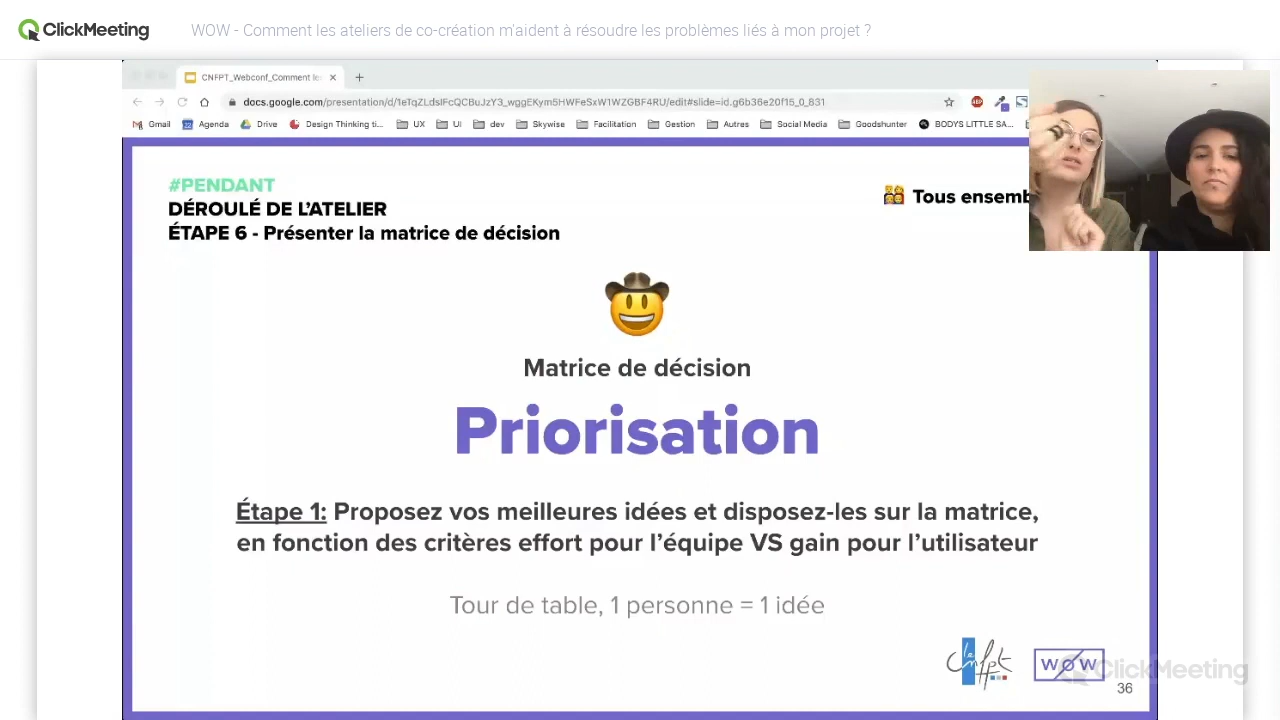 ClickMeeting
WOW - Comment les ateliers de co-création m'aident à résoudre les problèmes liés à mon projet ?
CNFPT_Webconf_Comment le
docs.google.com/presentation/d/1eTqZLdsIFcQCBuJzY3_wggEKym5HWFeSxW1WZGBF4RU/edit#slide=id.g6b36e20f15_0_831
ABP
Gmail Agenda Drive Design Thinking ti... UX UI dev Skywise Facilitation Gestion Autres Social Media Goodshunter BODYS LITTLE SA...
#PENDANT
DÉROULÉ DE L'ATELIER
Tous ensemb
ÉTAPE 6 - Présenter la matrice de décision
Matrice de décision
Priorisation
Étape 1: Proposez vos meilleures idées et disposez-les sur la matrice,
en fonction des critères effort pour l'équipe VS gain pour l'utilisateur
Tour de table, 1 personne = 1 idée
le cnfpt
WOW
ClickMeeting
36